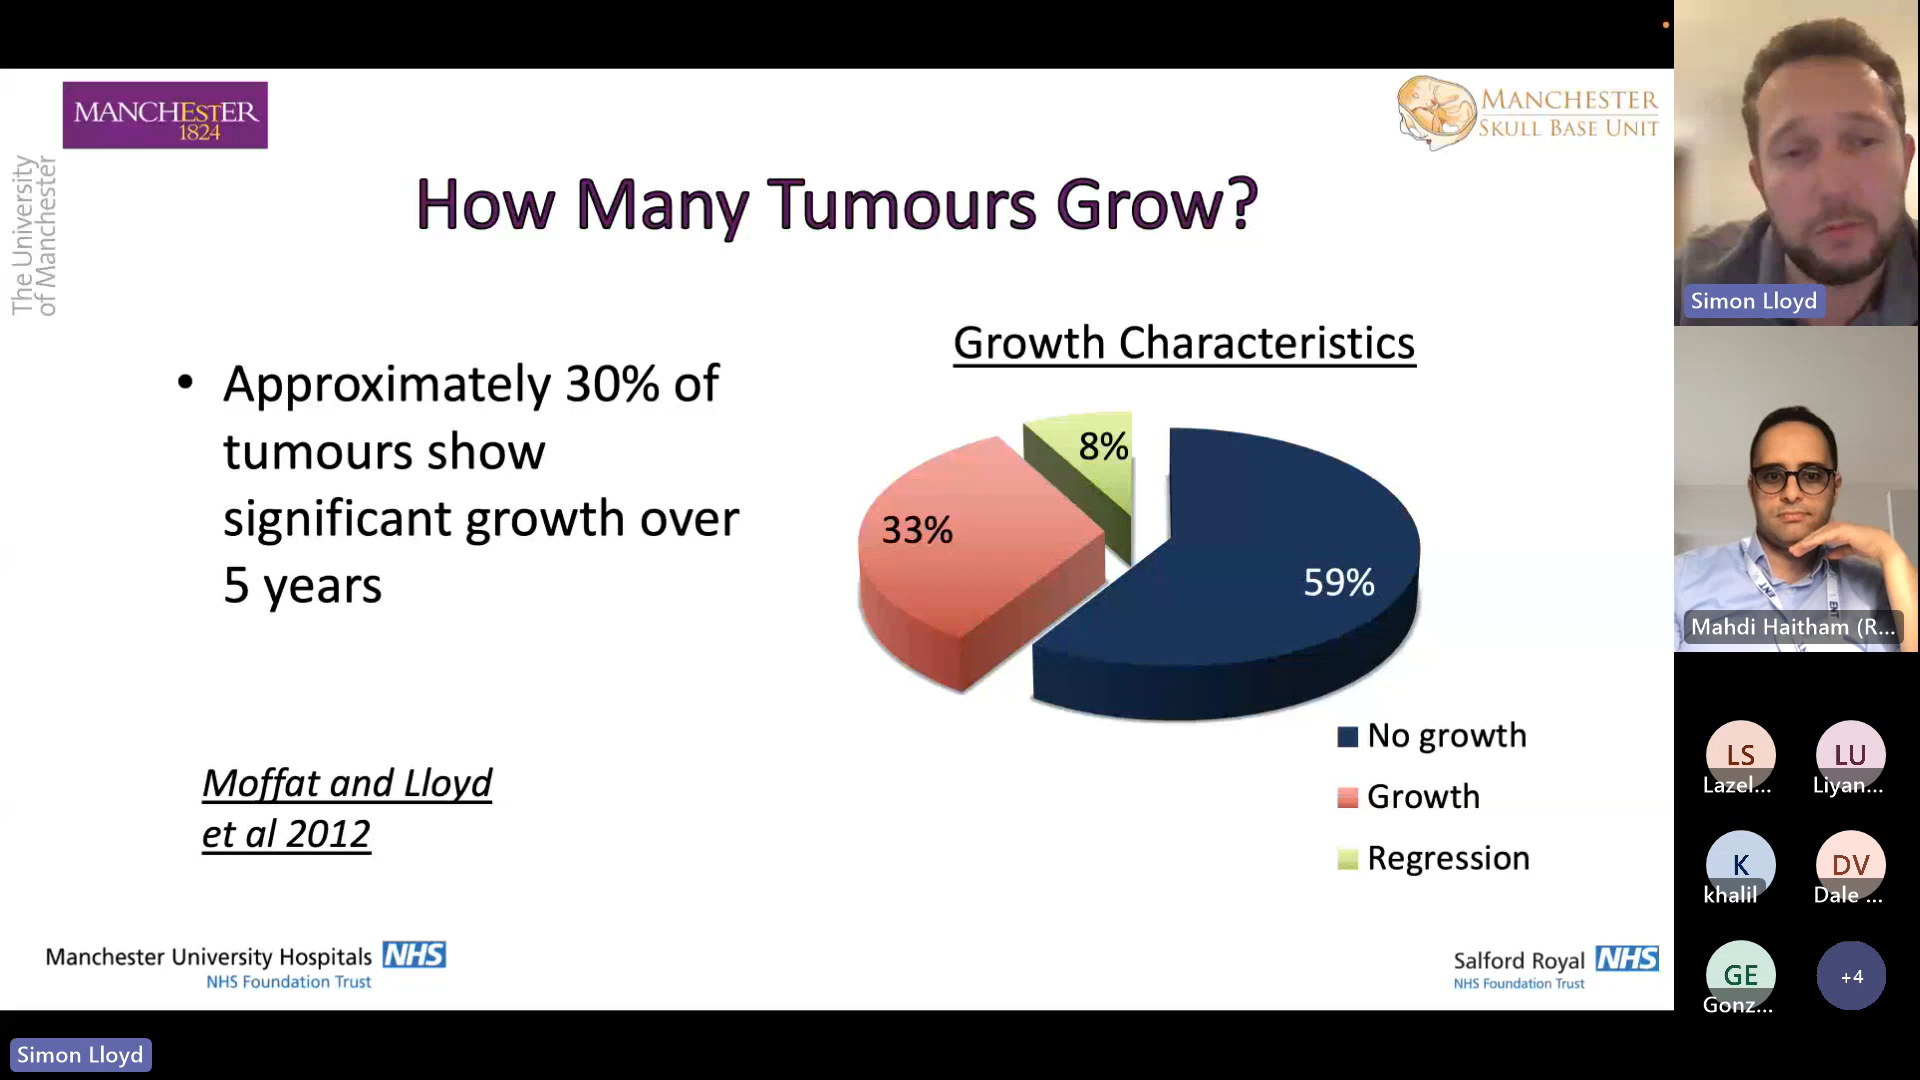 MANCHESTER
1824
The University
of Manchester
MANCHESTER
SKULL BASE UNIT
How Many Tumours Grow?
• Approximately 30% of
tumours show
significant growth over
5 years
Moffat and Lloyd
et al 2012
Growth Characteristics
8%
33%
59%
No growth
Growth
Regression
Manchester University Hospitals NHS
NHS Foundation Trust
Salford Royal NHS
NHS Foundation Trust
Simon Lloyd
Simon Lloyd
ENT
ENT
Mahdi Haitham (R...
LS
Lazel...
LU
Liyan...
K
khalil
DV
Dale ...
GE
Gonz...
+4